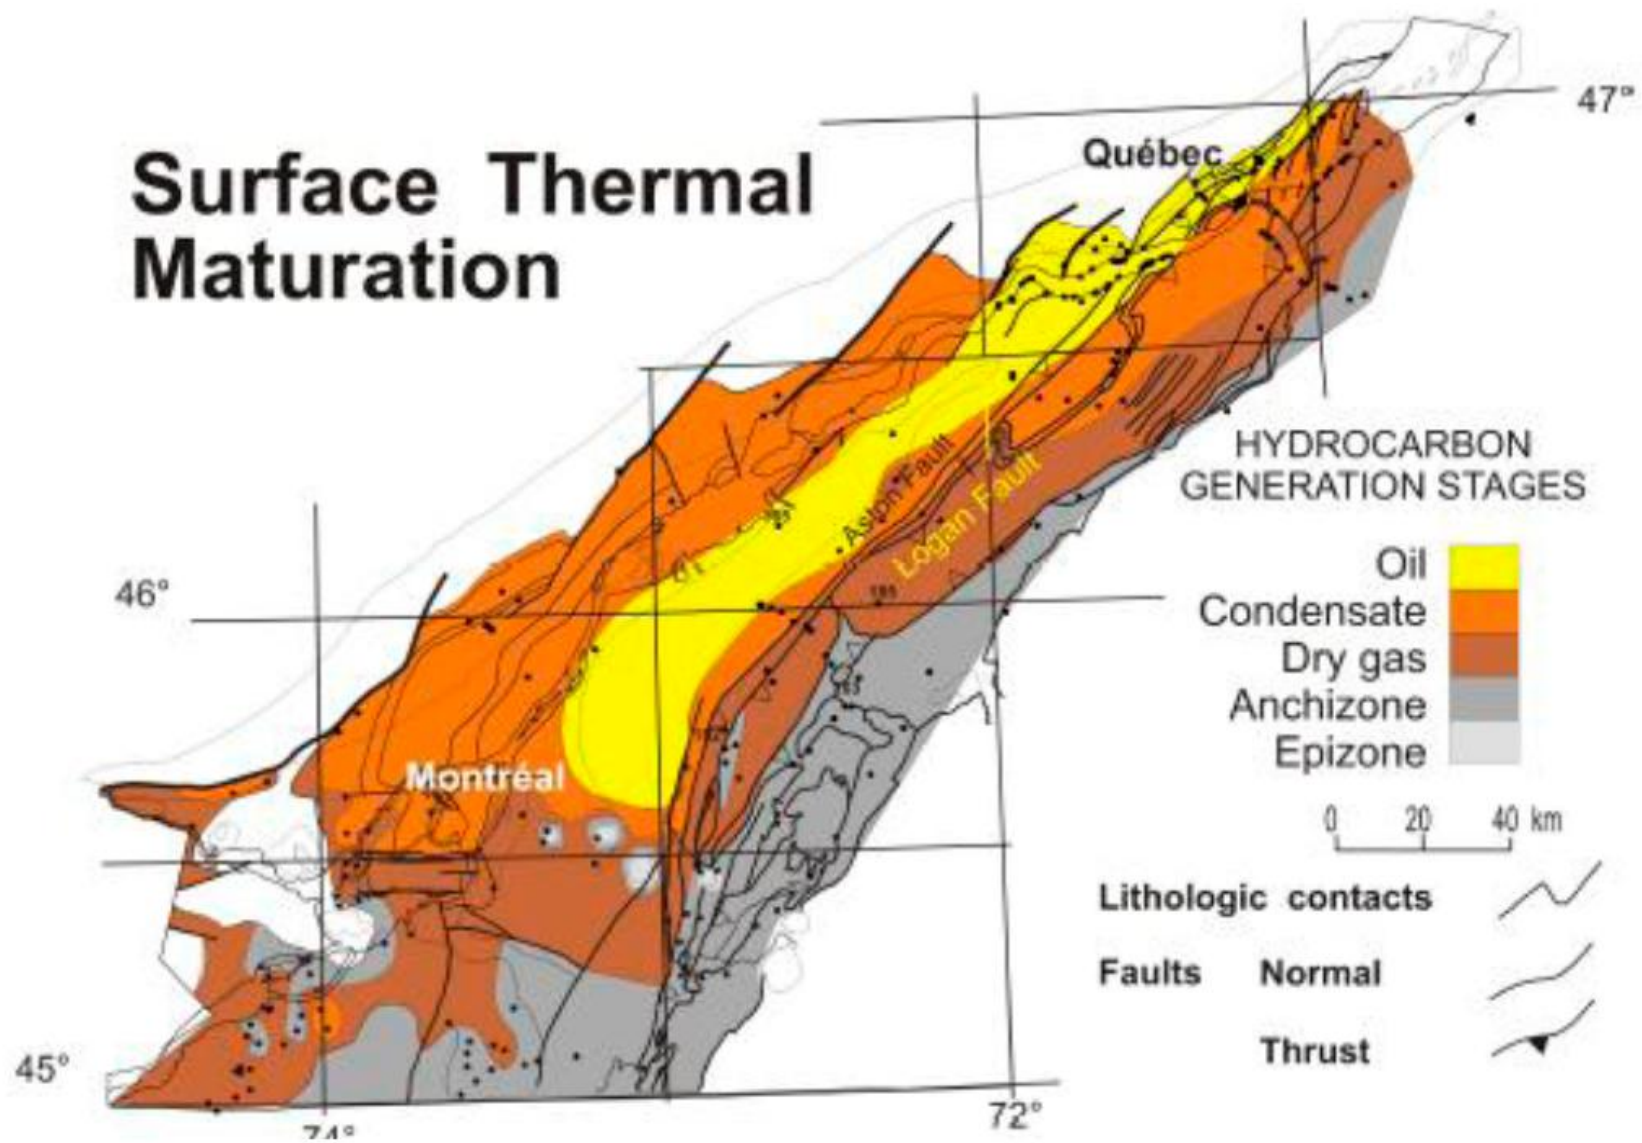 Surface Thermal
Maturation
Québec
47°
Aston Fault
Logan Fault
46°
Montréal
45°
74°
72°
HYDROCARBON
GENERATION STAGES
Oil
Condensate
Dry gas
Anchizone
Epizone
0 20 40 km
Lithologic contacts
Faults Normal
Thrust